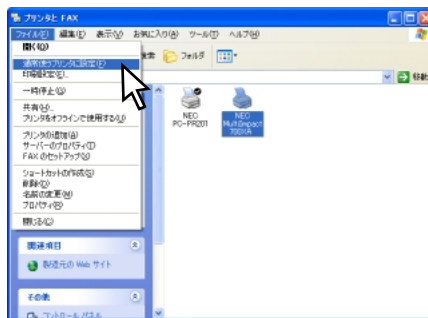 プリンタと FAX
ファイル(F) 編集(E) 表示(V) お気に入り(A) ツール(T) ヘルプ(H)
開く(O)
通常使うプリンタに設定(F)
印刷設定(E)...
一時停止(G)
共有(H)...
プリンタをオフラインで使用する(U)
プリンタの追加(A)
サーバーのプロパティ(T)
FAX のセットアップ(X)
ショートカットの作成(S)
削除(D)
名前の変更(M)
プロパティ(R)
閉じる(C)
検索 フォルダ
移動
NEC
PC-PR201
NEC
MultiImpact
700XA
関連項目
製造元の Web サイト
その他
コントロール パネル